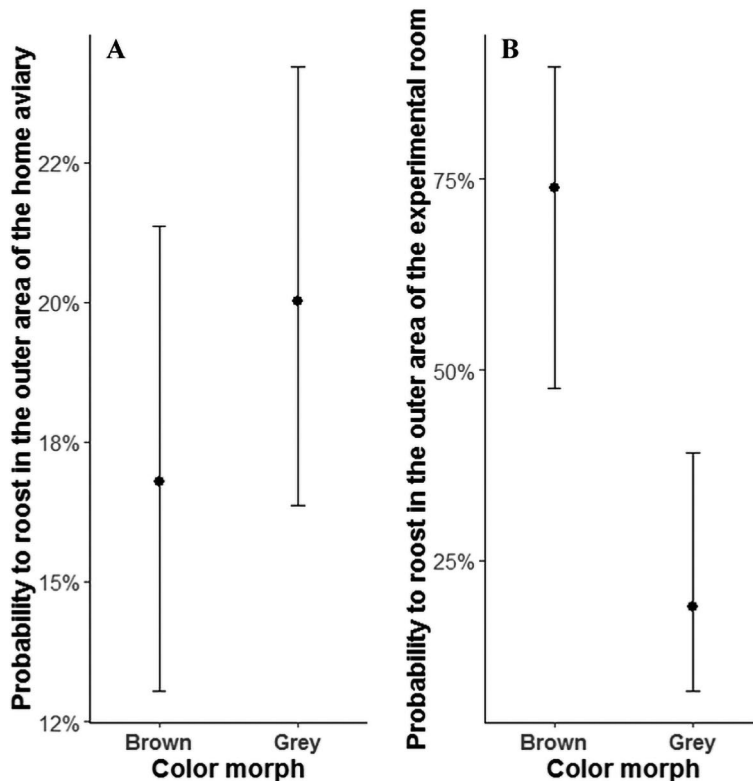 A
Probability to roost in the outer area of the home aviary
22%
20%
18%
15%
12%
Brown Grey
Color morph
B
Probability to roost in the outer area of the experimental room
75%
50%
25%
Brown Grey
Color morph